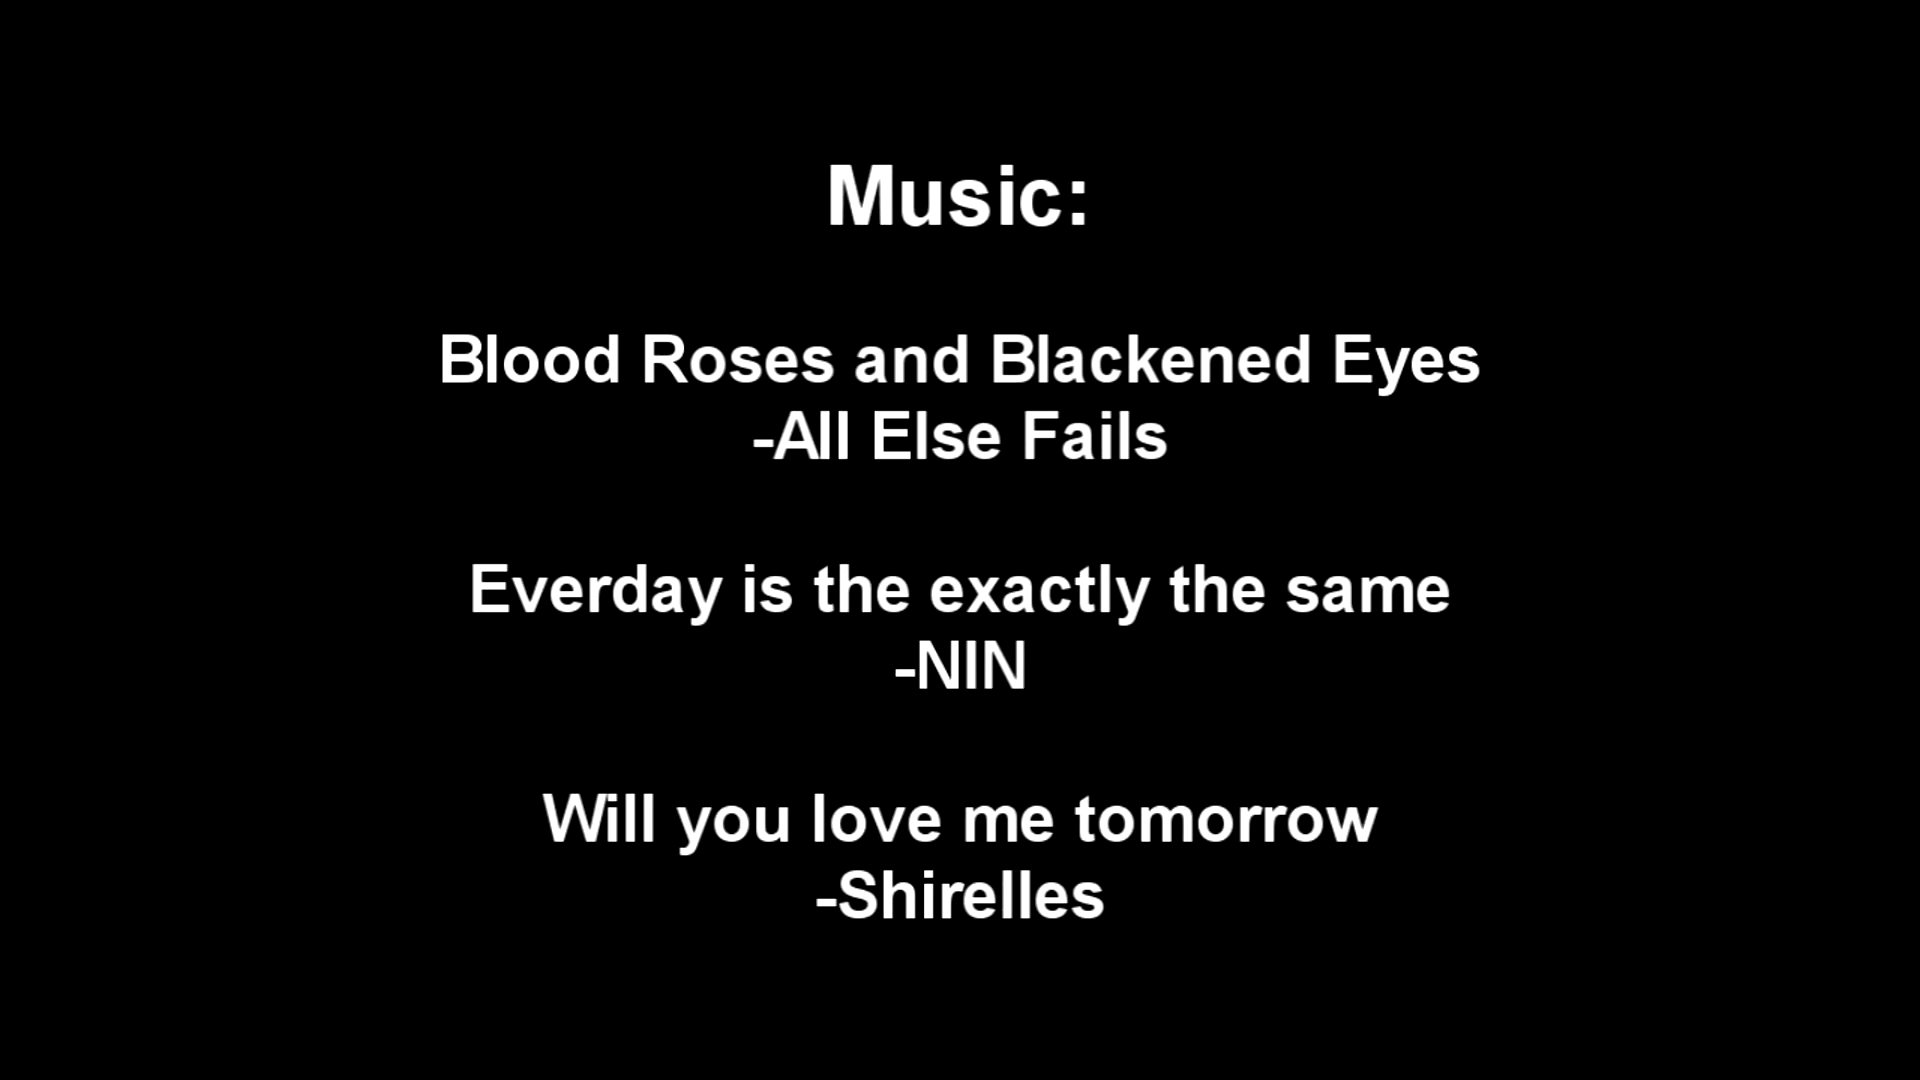 Music:
Blood Roses and Blackened Eyes
-All Else Fails
Everday is the exactly the same
-NIN
Will you love me tomorrow
-Shirelles